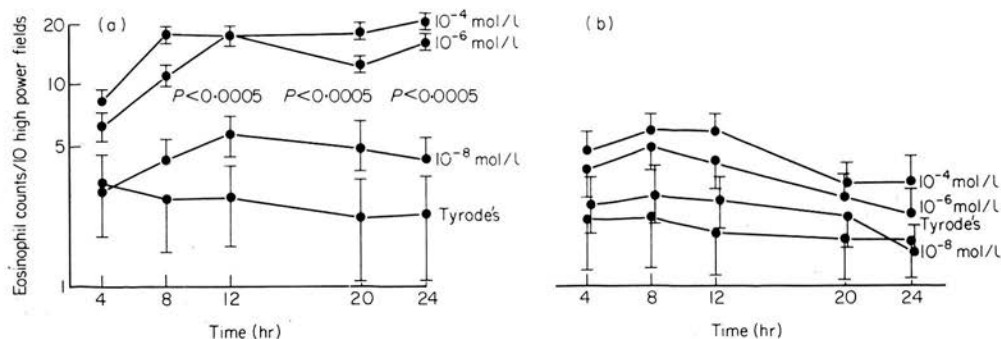 Eosinophil counts/10 high power fields
20
10
5
1
(a)
10⁻⁴ mol/l
10⁻⁶ mol/l
P<0·0005 P<0·0005 P<0·0005
10⁻⁸ mol/l
Tyrode's
4 8 12 20 24
Time (hr)
(b)
10⁻⁴ mol/l
10⁻⁶ mol/l
Tyrode's
10⁻⁸ mol/l
4 8 12 20 24
Time (hr)